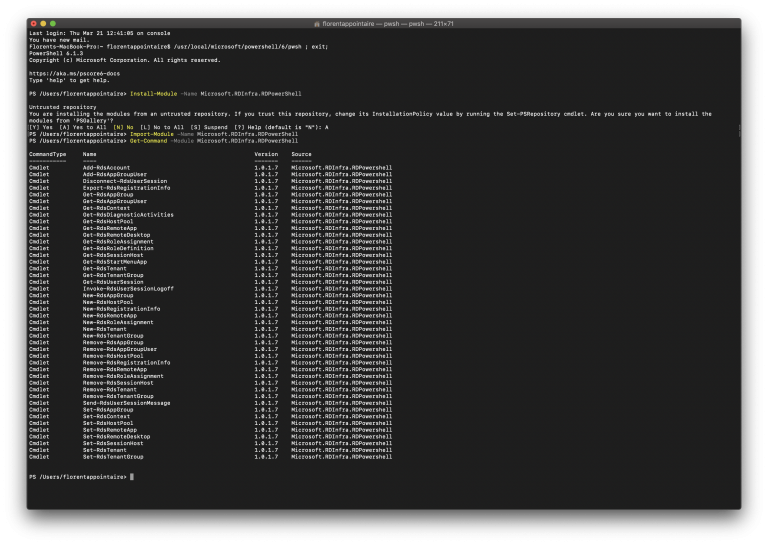 florentappointaire — pwsh — pwsh — 211×71
Last login: Thu Mar 21 12:41:05 on console
You have new mail.
Florents-MacBook-Pro:~ florentappointaire$ /usr/local/microsoft/powershell/6/pwsh ; exit;
PowerShell 6.1.3
Copyright (c) Microsoft Corporation. All rights reserved.
https://aka.ms/pscore6-docs
Type 'help' to get help.
PS /Users/florentappointaire> Install-Module -Name Microsoft.RDInfra.RDPowerShell
Untrusted repository
You are installing the modules from an untrusted repository. If you trust this repository, change its InstallationPolicy value by running the Set-PSRepository cmdlet. Are you sure you want to install the
modules from 'PSGallery'?
[Y] Yes  [A] Yes to All  [N] No  [L] No to All  [S] Suspend  [?] Help (default is "N"): A
PS /Users/florentappointaire> Import-Module -Name Microsoft.RDInfra.RDPowerShell
PS /Users/florentappointaire> Get-Command -Module Microsoft.RDInfra.RDPowerShell
CommandType Name Version Source
----------- ---- ------- ------
Cmdlet Add-RdsAccount 1.0.1.7 Microsoft.RDInfra.RDPowershell
Cmdlet Add-RdsAppGroupUser 1.0.1.7 Microsoft.RDInfra.RDPowershell
Cmdlet Disconnect-RdsUserSession 1.0.1.7 Microsoft.RDInfra.RDPowershell
Cmdlet Export-RdsRegistrationInfo 1.0.1.7 Microsoft.RDInfra.RDPowershell
Cmdlet Get-RdsAppGroup 1.0.1.7 Microsoft.RDInfra.RDPowershell
Cmdlet Get-RdsAppGroupUser 1.0.1.7 Microsoft.RDInfra.RDPowershell
Cmdlet Get-RdsContext 1.0.1.7 Microsoft.RDInfra.RDPowershell
Cmdlet Get-RdsDiagnosticActivities 1.0.1.7 Microsoft.RDInfra.RDPowershell
Cmdlet Get-RdsHostPool 1.0.1.7 Microsoft.RDInfra.RDPowershell
Cmdlet Get-RdsRemoteApp 1.0.1.7 Microsoft.RDInfra.RDPowershell
Cmdlet Get-RdsRemoteDesktop 1.0.1.7 Microsoft.RDInfra.RDPowershell
Cmdlet Get-RdsRoleAssignment 1.0.1.7 Microsoft.RDInfra.RDPowershell
Cmdlet Get-RdsRoleDefinition 1.0.1.7 Microsoft.RDInfra.RDPowershell
Cmdlet Get-RdsSessionHost 1.0.1.7 Microsoft.RDInfra.RDPowershell
Cmdlet Get-RdsStartMenuApp 1.0.1.7 Microsoft.RDInfra.RDPowershell
Cmdlet Get-RdsTenant 1.0.1.7 Microsoft.RDInfra.RDPowershell
Cmdlet Get-RdsTenantGroup 1.0.1.7 Microsoft.RDInfra.RDPowershell
Cmdlet Get-RdsUserSession 1.0.1.7 Microsoft.RDInfra.RDPowershell
Cmdlet Invoke-RdsUserSessionLogoff 1.0.1.7 Microsoft.RDInfra.RDPowershell
Cmdlet New-RdsAppGroup 1.0.1.7 Microsoft.RDInfra.RDPowershell
Cmdlet New-RdsHostPool 1.0.1.7 Microsoft.RDInfra.RDPowershell
Cmdlet New-RdsRegistrationInfo 1.0.1.7 Microsoft.RDInfra.RDPowershell
Cmdlet New-RdsRemoteApp 1.0.1.7 Microsoft.RDInfra.RDPowershell
Cmdlet New-RdsRoleAssignment 1.0.1.7 Microsoft.RDInfra.RDPowershell
Cmdlet New-RdsTenant 1.0.1.7 Microsoft.RDInfra.RDPowershell
Cmdlet New-RdsTenantGroup 1.0.1.7 Microsoft.RDInfra.RDPowershell
Cmdlet Remove-RdsAppGroup 1.0.1.7 Microsoft.RDInfra.RDPowershell
Cmdlet Remove-RdsAppGroupUser 1.0.1.7 Microsoft.RDInfra.RDPowershell
Cmdlet Remove-RdsHostPool 1.0.1.7 Microsoft.RDInfra.RDPowershell
Cmdlet Remove-RdsRegistrationInfo 1.0.1.7 Microsoft.RDInfra.RDPowershell
Cmdlet Remove-RdsRemoteApp 1.0.1.7 Microsoft.RDInfra.RDPowershell
Cmdlet Remove-RdsRoleAssignment 1.0.1.7 Microsoft.RDInfra.RDPowershell
Cmdlet Remove-RdsSessionHost 1.0.1.7 Microsoft.RDInfra.RDPowershell
Cmdlet Remove-RdsTenant 1.0.1.7 Microsoft.RDInfra.RDPowershell
Cmdlet Remove-RdsTenantGroup 1.0.1.7 Microsoft.RDInfra.RDPowershell
Cmdlet Send-RdsUserSessionMessage 1.0.1.7 Microsoft.RDInfra.RDPowershell
Cmdlet Set-RdsAppGroup 1.0.1.7 Microsoft.RDInfra.RDPowershell
Cmdlet Set-RdsContext 1.0.1.7 Microsoft.RDInfra.RDPowershell
Cmdlet Set-RdsHostPool 1.0.1.7 Microsoft.RDInfra.RDPowershell
Cmdlet Set-RdsRemoteApp 1.0.1.7 Microsoft.RDInfra.RDPowershell
Cmdlet Set-RdsRemoteDesktop 1.0.1.7 Microsoft.RDInfra.RDPowershell
Cmdlet Set-RdsSessionHost 1.0.1.7 Microsoft.RDInfra.RDPowershell
Cmdlet Set-RdsTenant 1.0.1.7 Microsoft.RDInfra.RDPowershell
Cmdlet Set-RdsTenantGroup 1.0.1.7 Microsoft.RDInfra.RDPowershell
PS /Users/florentappointaire>